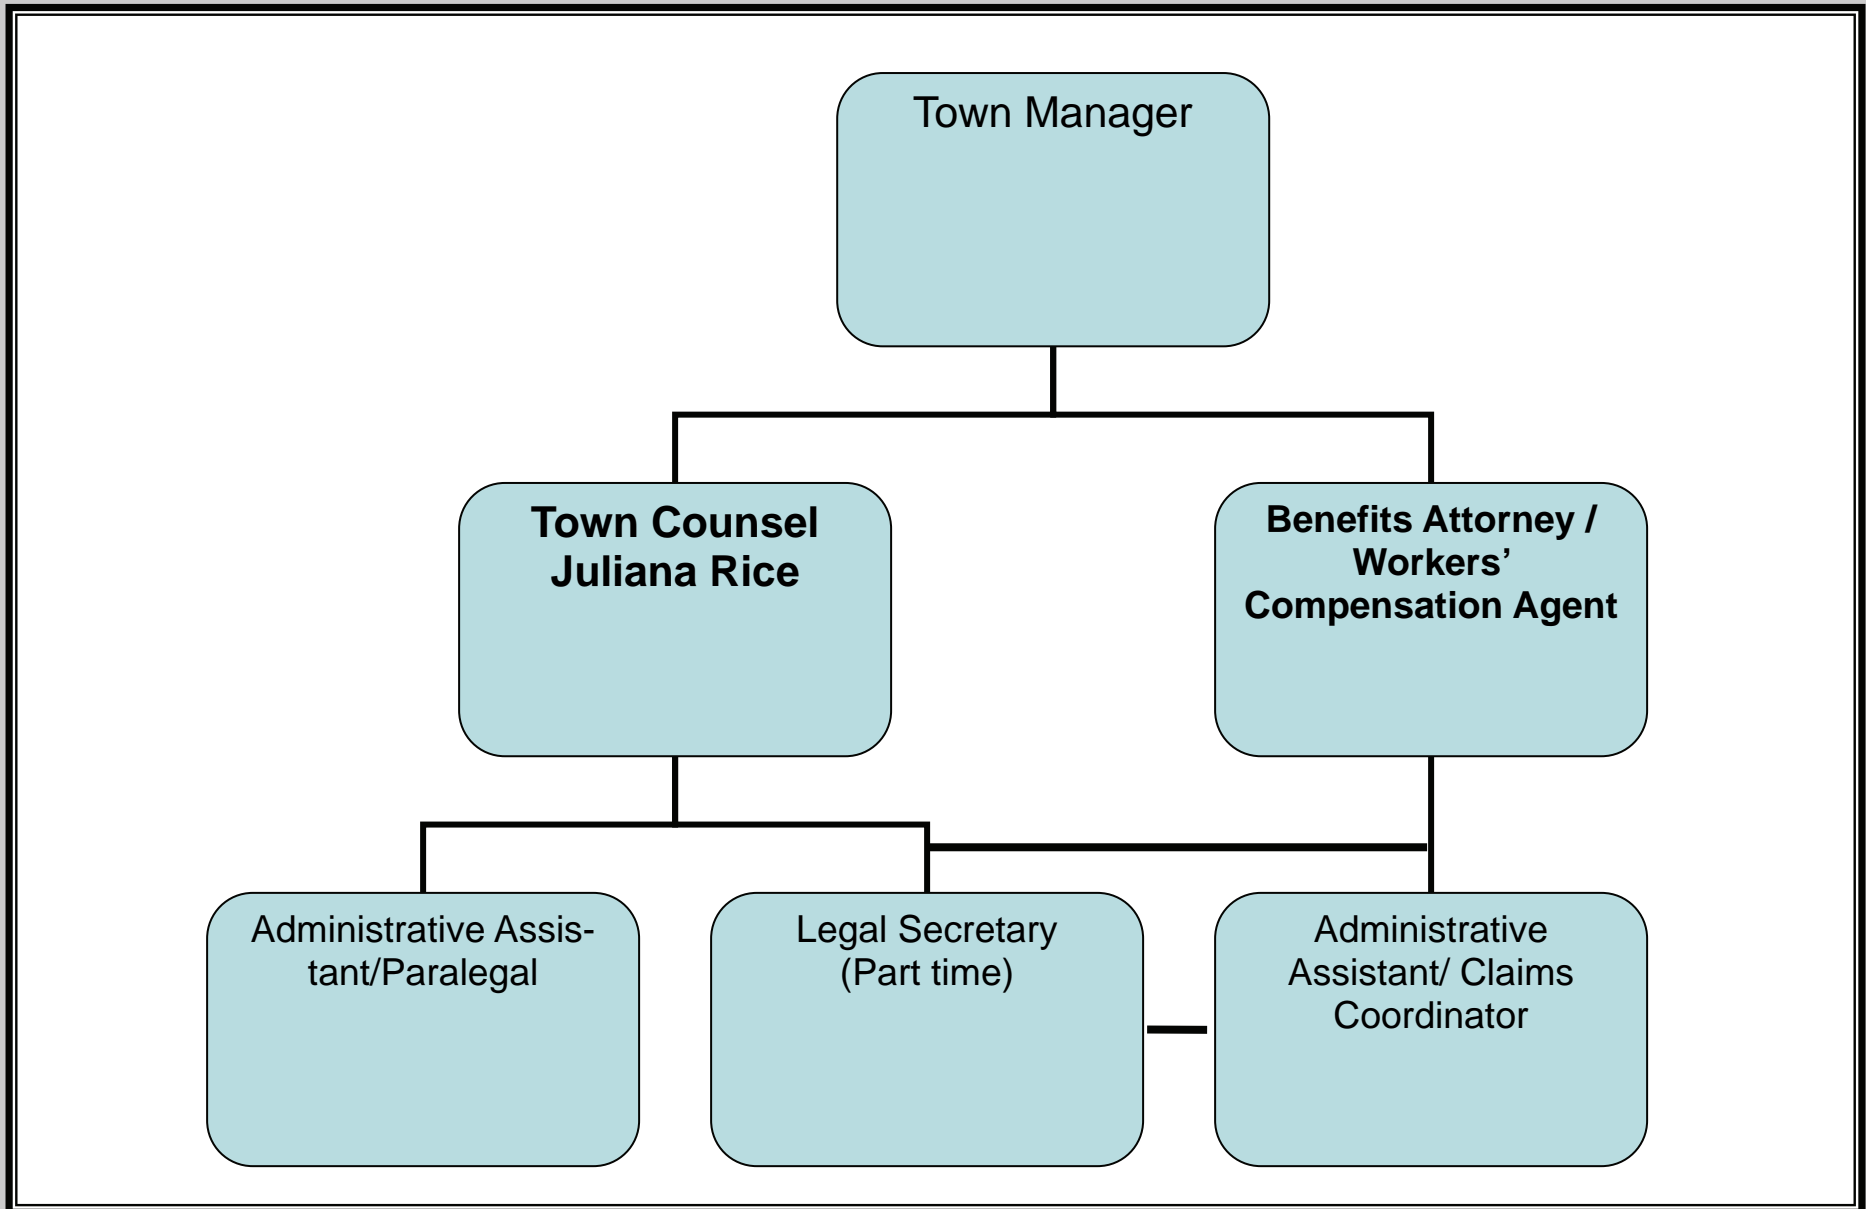 Town Manager
Town Counsel
Juliana Rice
Benefits Attorney /
Workers’
Compensation Agent
Administrative Assis-
tant/Paralegal
Legal Secretary
(Part time)
Administrative
Assistant/ Claims
Coordinator